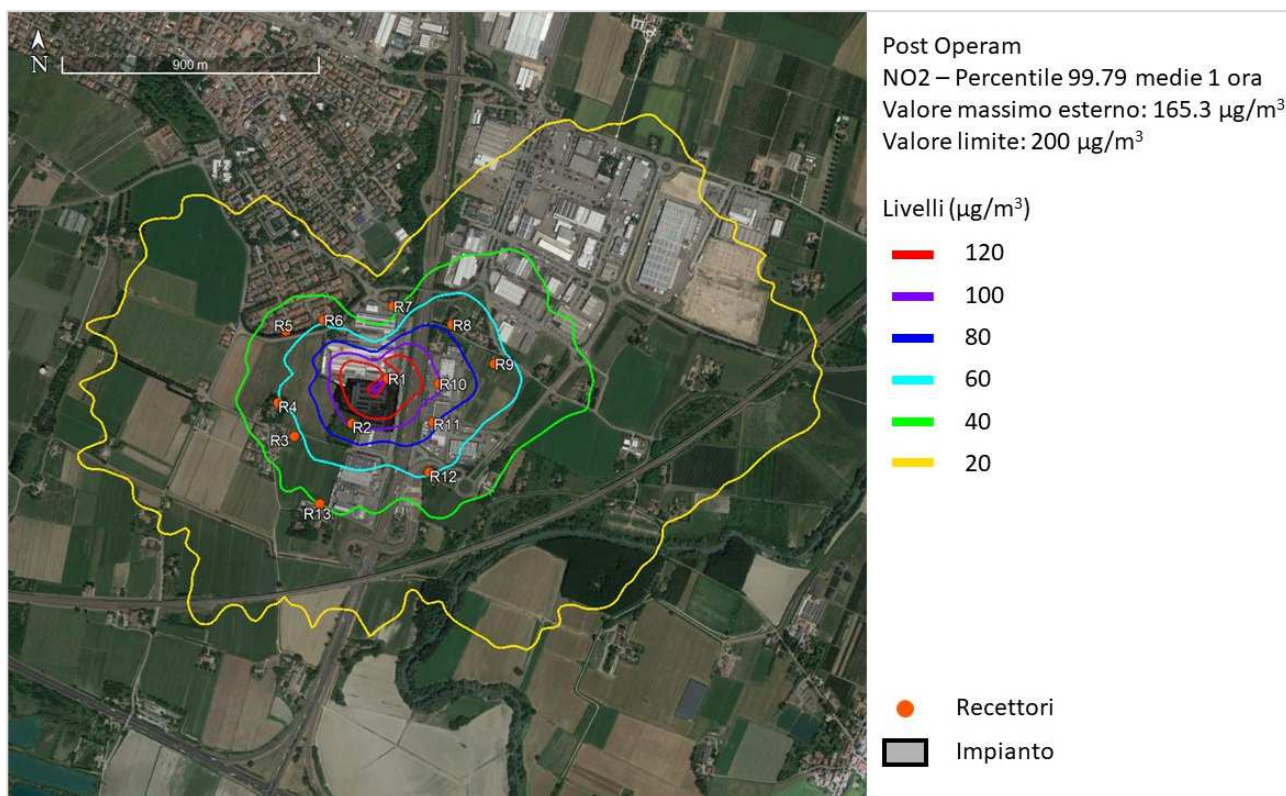 N
900 m
R7
R8
R6
R5
R9
R1
R10
R4
R2
R11
R3
R12
R13
Post Operam
NO2 – Percentile 99.79 medie 1 ora
Valore massimo esterno: 165.3 µg/m³
Valore limite: 200 µg/m³
Livelli (µg/m³)
120
100
80
60
40
20
Recettori
Impianto